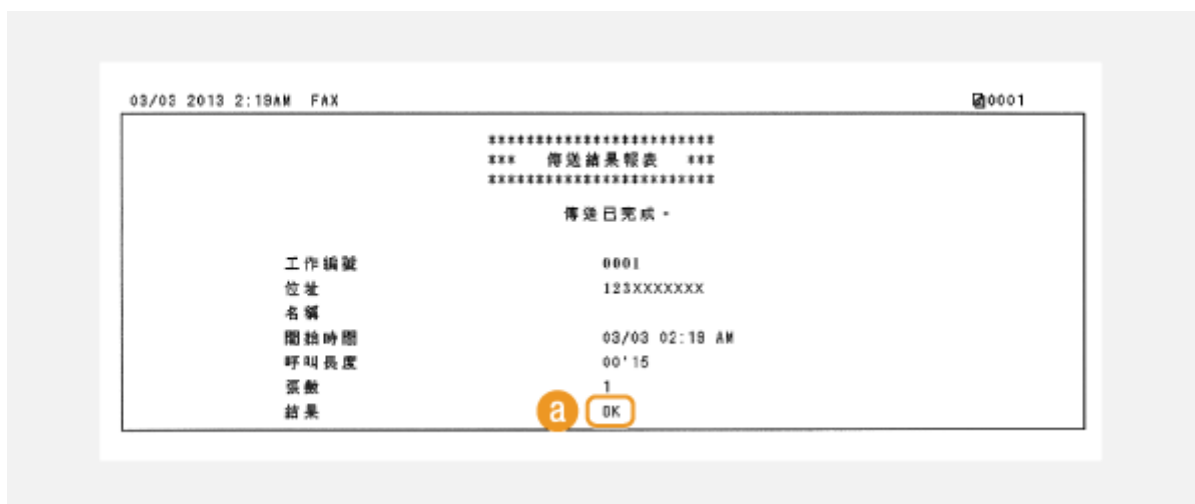 03/03 2013 2:19AM FAX 0001
*************************
*** 傳送結果報表 ***
*************************
傳送已完成。
工作編號 0001
位址 123XXXXXXX
名稱
開始時間 03/03 02:19 AM
呼叫長度 00'15
張數 1
結果 a OK